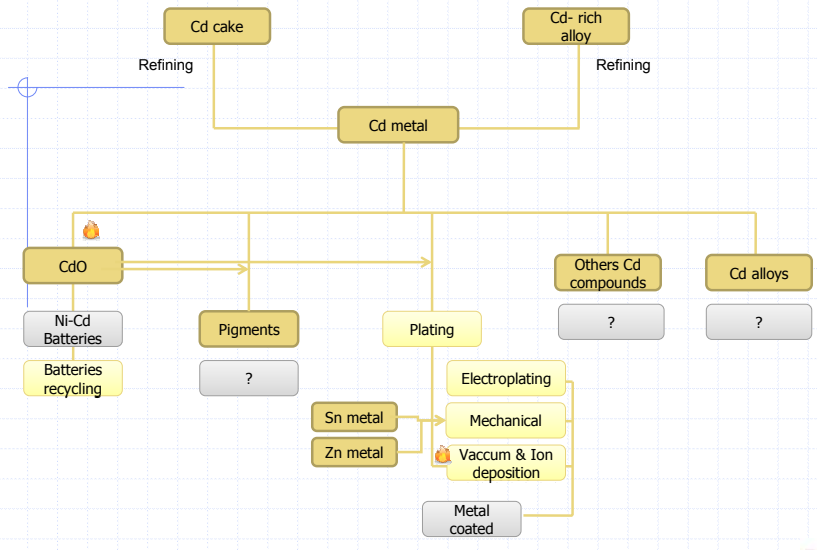 Cd cake
Cd- rich
alloy
Refining
Refining
Cd metal
CdO
Others Cd
compounds
Cd alloys
Ni-Cd
Batteries
Pigments
Plating
?
?
Batteries
recycling
?
Electroplating
Sn metal
Mechanical
Zn metal
Vaccum & Ion
deposition
Metal
coated